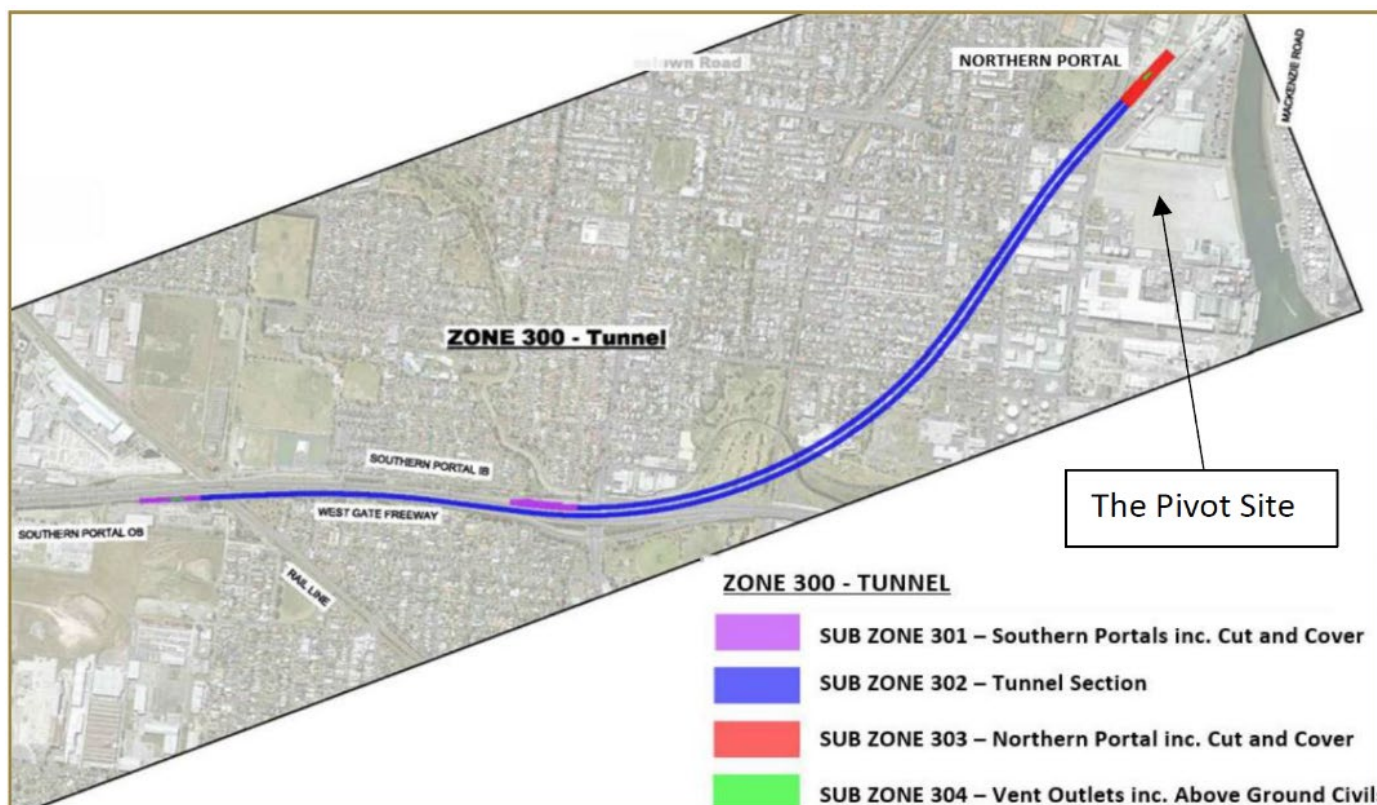 NORTHERN PORTAL
MACKENZIE ROAD
Road
ZONE 300 - Tunnel
SOUTHERN PORTAL IB
WEST GATE FREEWAY
SOUTHERN PORTAL OB
RAIL LINE
The Pivot Site
ZONE 300 - TUNNEL
SUB ZONE 301 – Southern Portals inc. Cut and Cover
SUB ZONE 302 – Tunnel Section
SUB ZONE 303 – Northern Portal inc. Cut and Cover
SUB ZONE 304 – Vent Outlets inc. Above Ground Civil